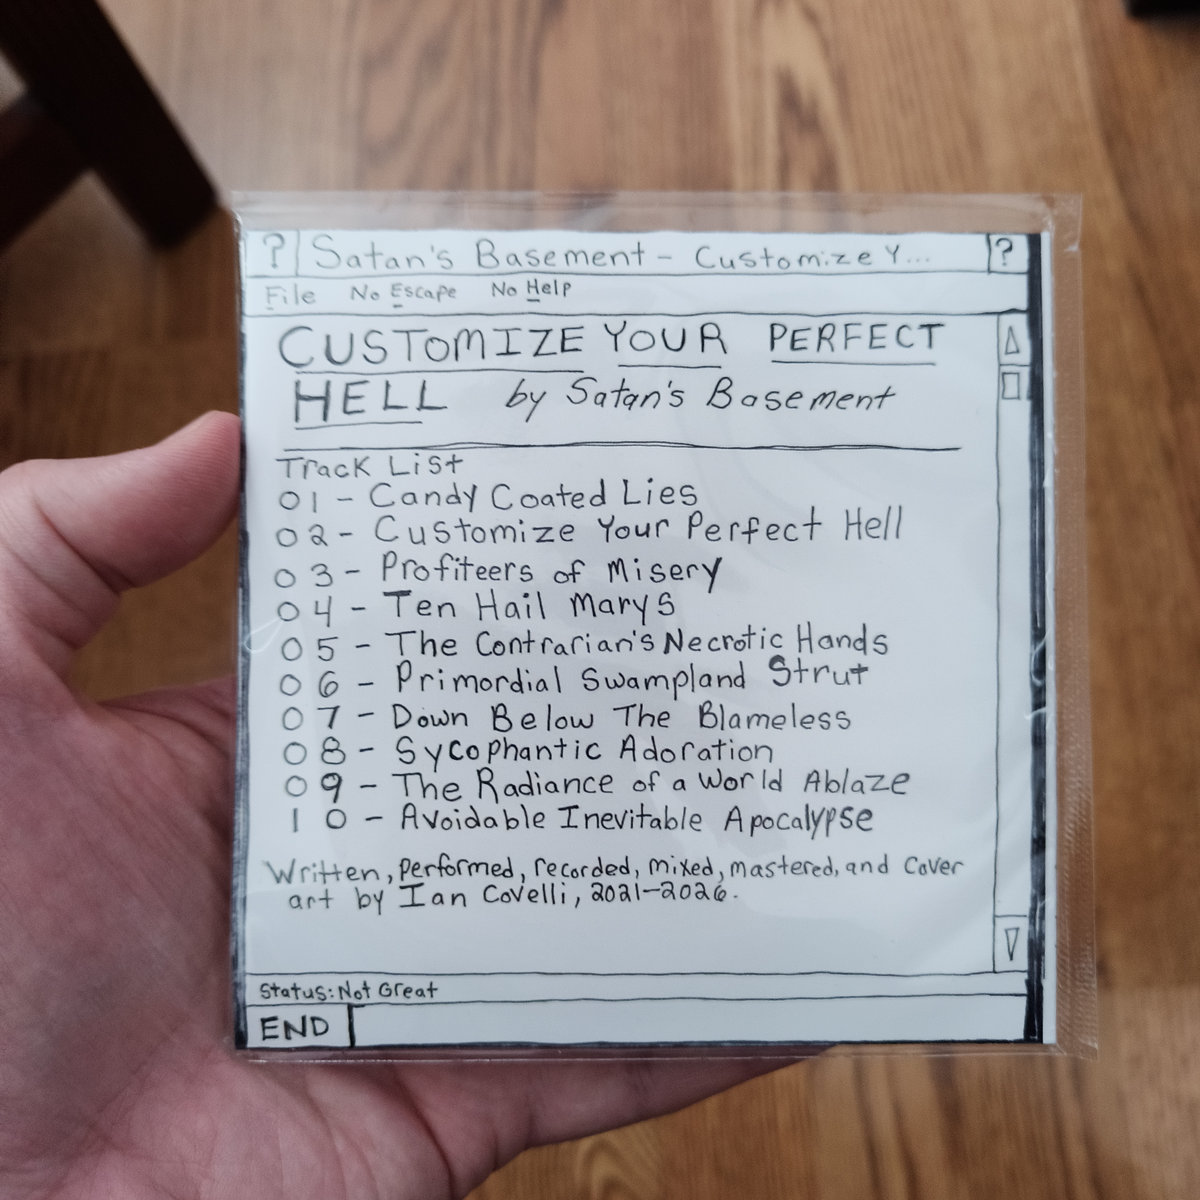 ? Satan's Basement - Customize Y... ?
File No Escape No Help
CUSTOMIZE YOUR PERFECT
HELL by Satan's Basement
Track List
01 - Candy Coated Lies
02 - Customize Your Perfect Hell
03 - Profiteers of Misery
04 - Ten Hail Marys
05 - The Contrarian's Necrotic Hands
06 - Primordial Swampland Strut
07 - Down Below The Blameless
08 - Sycophantic Adoration
09 - The Radiance of a World Ablaze
10 - Avoidable Inevitable Apocalypse
Written, performed, recorded, mixed, mastered, and cover
art by Ian Covelli, 2021-2026.
Status: Not Great
END